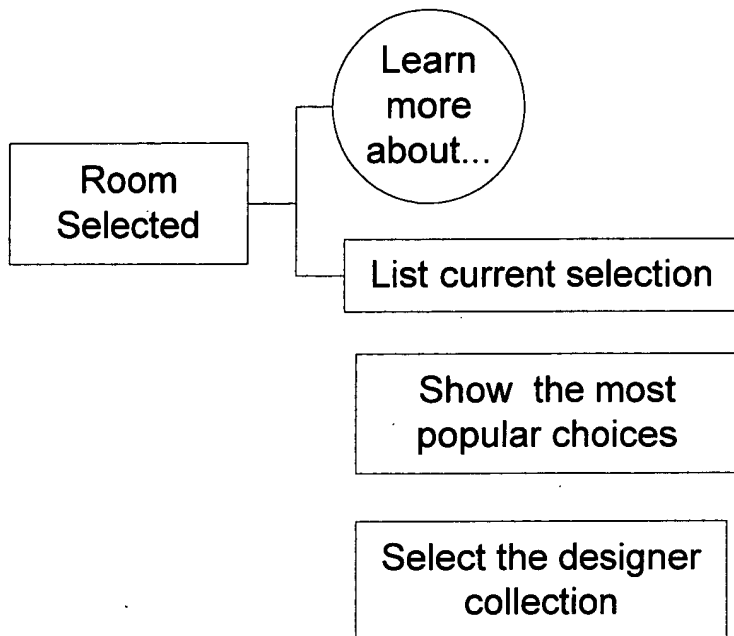 Learn
more
about...
Room
Selected
List current selection
Show the most
popular choices
Select the designer
collection